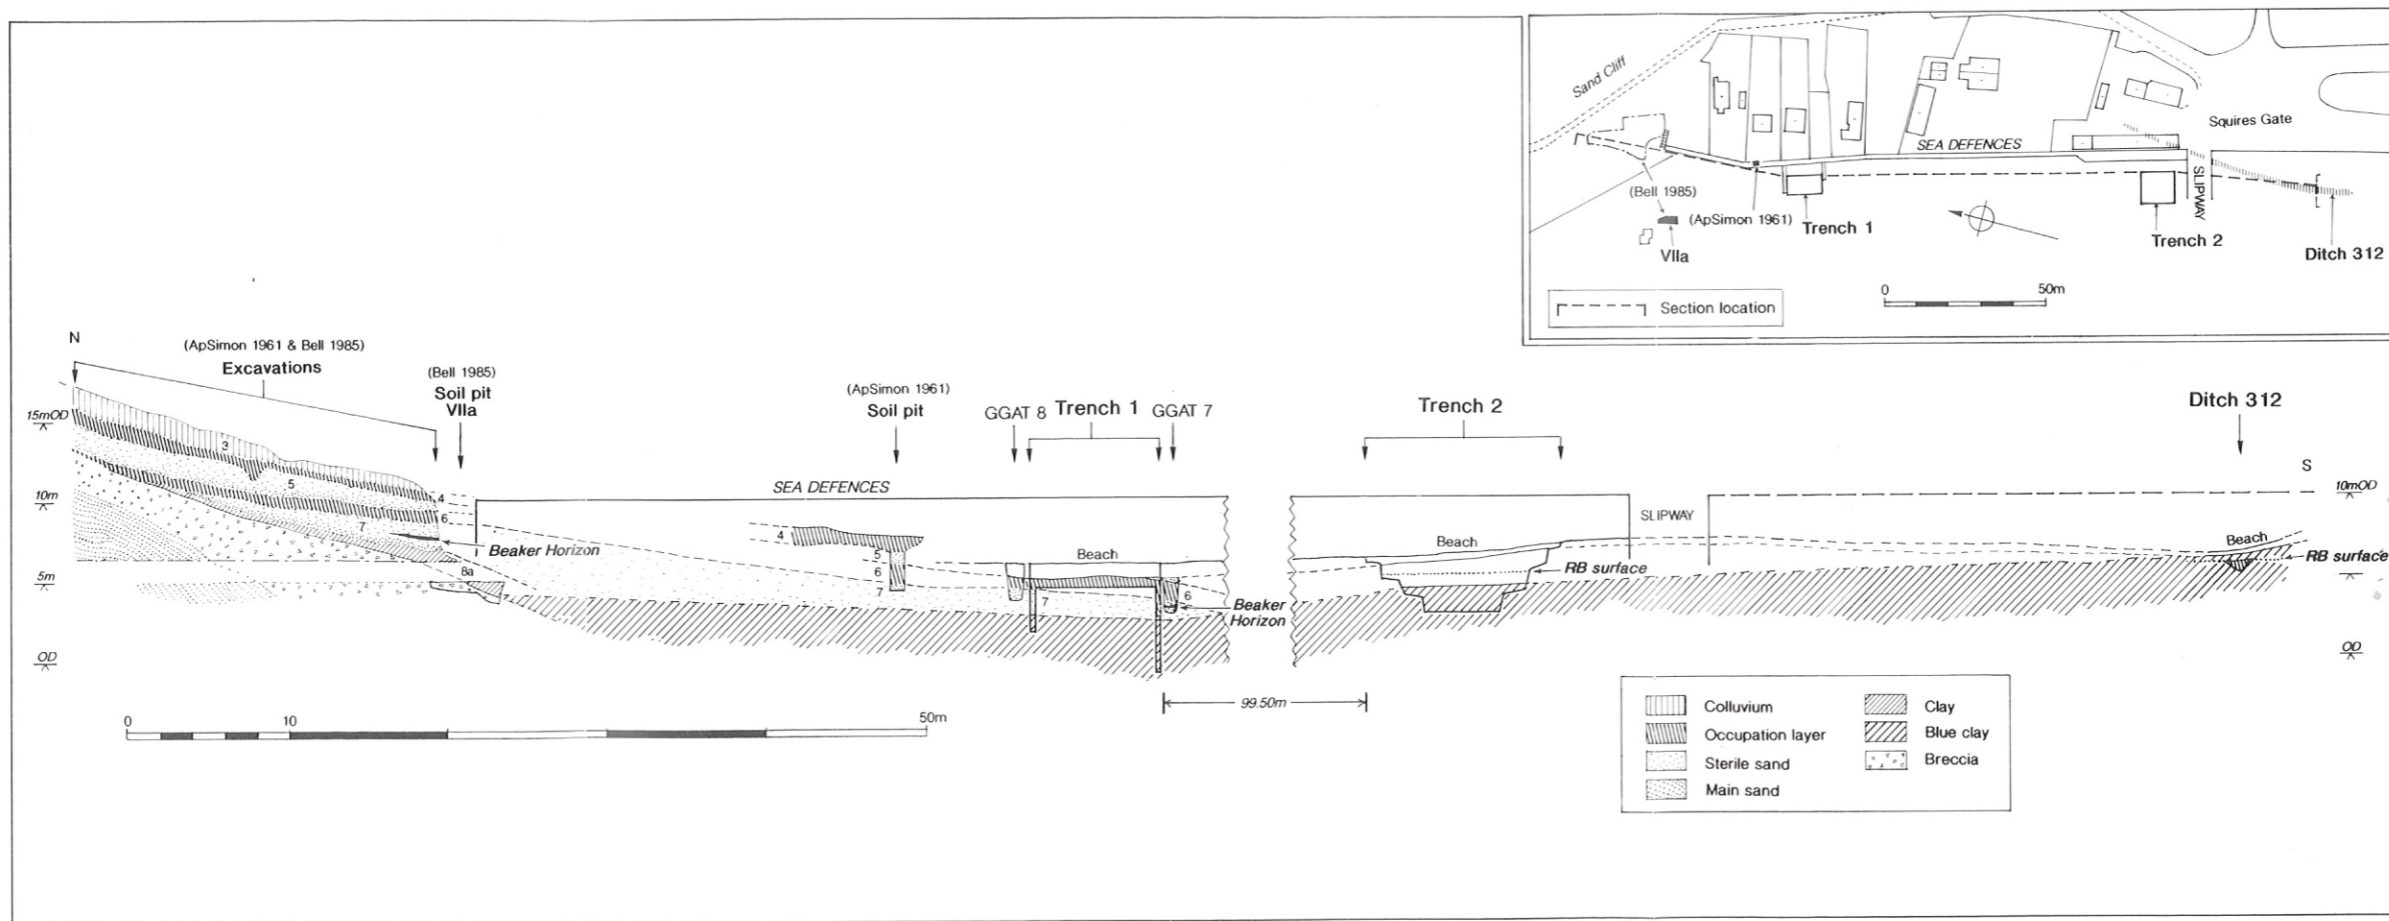 Sand Cliff
Squires Gate
SEA DEFENCES
SLIPWAY
(Bell 1985)
(ApSimon 1961)
Trench 1
Trench 2
Ditch 312
VIIa
0 50m
Section location
N
(ApSimon 1961 & Bell 1985)
Excavations
(Bell 1985)
Soil pit
VIIa
(ApSimon 1961)
Soil pit
GGAT 8
Trench 1
GGAT 7
Trench 2
Ditch 312
S
15mOD
10m
5m
OD
3
5
4
6
7
8a
Beaker Horizon
SEA DEFENCES
4
5
6
7
Beach
7
6
Beaker
Horizon
Beach
RB surface
SLIPWAY
10mOD
Beach
RB surface
OD
99.50m
0 10 50m
Colluvium
Occupation layer
Sterile sand
Main sand
Clay
Blue clay
Breccia